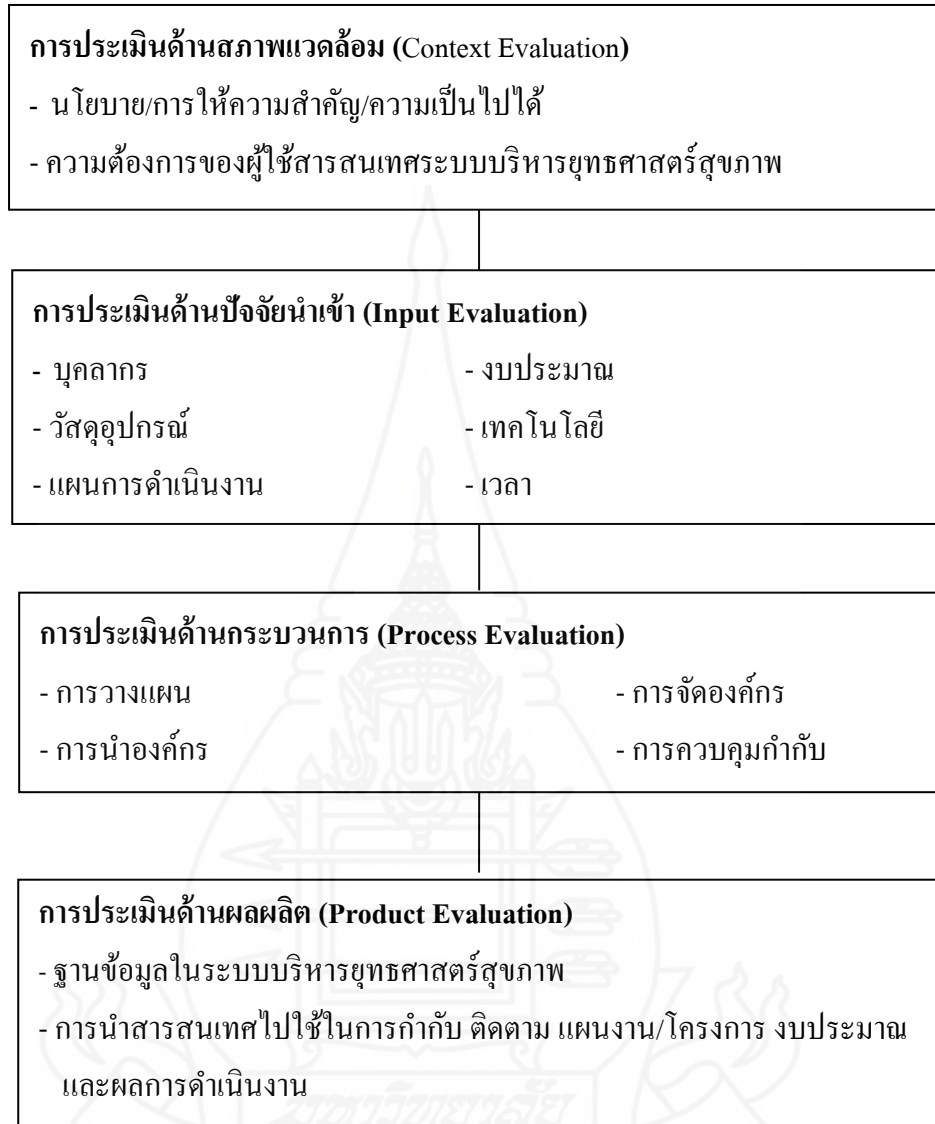 การประเมินด้านสภาพแวดล้อม (Context Evaluation)
- นโยบาย/การให้ความสำคัญ/ความเป็นไปได้
- ความต้องการของผู้ใช้สารสนเทศระบบบริหารยุทธศาสตร์สุขภาพ
การประเมินด้านปัจจัยนำเข้า (Input Evaluation)
- บุคลากร - งบประมาณ
- วัสดุอุปกรณ์ - เทคโนโลยี
- แผนการดำเนินงาน - เวลา
การประเมินด้านกระบวนการ (Process Evaluation)
- การวางแผน - การจัดองค์กร
- การนำองค์กร - การควบคุมกำกับ
การประเมินด้านผลผลิต (Product Evaluation)
- ฐานข้อมูลในระบบบริหารยุทธศาสตร์สุขภาพ
- การนำสารสนเทศไปใช้ในการกำกับ ติดตาม แผนงาน/โครงการ งบประมาณ
และผลการดำเนินงาน
มหาวิทยาลัย